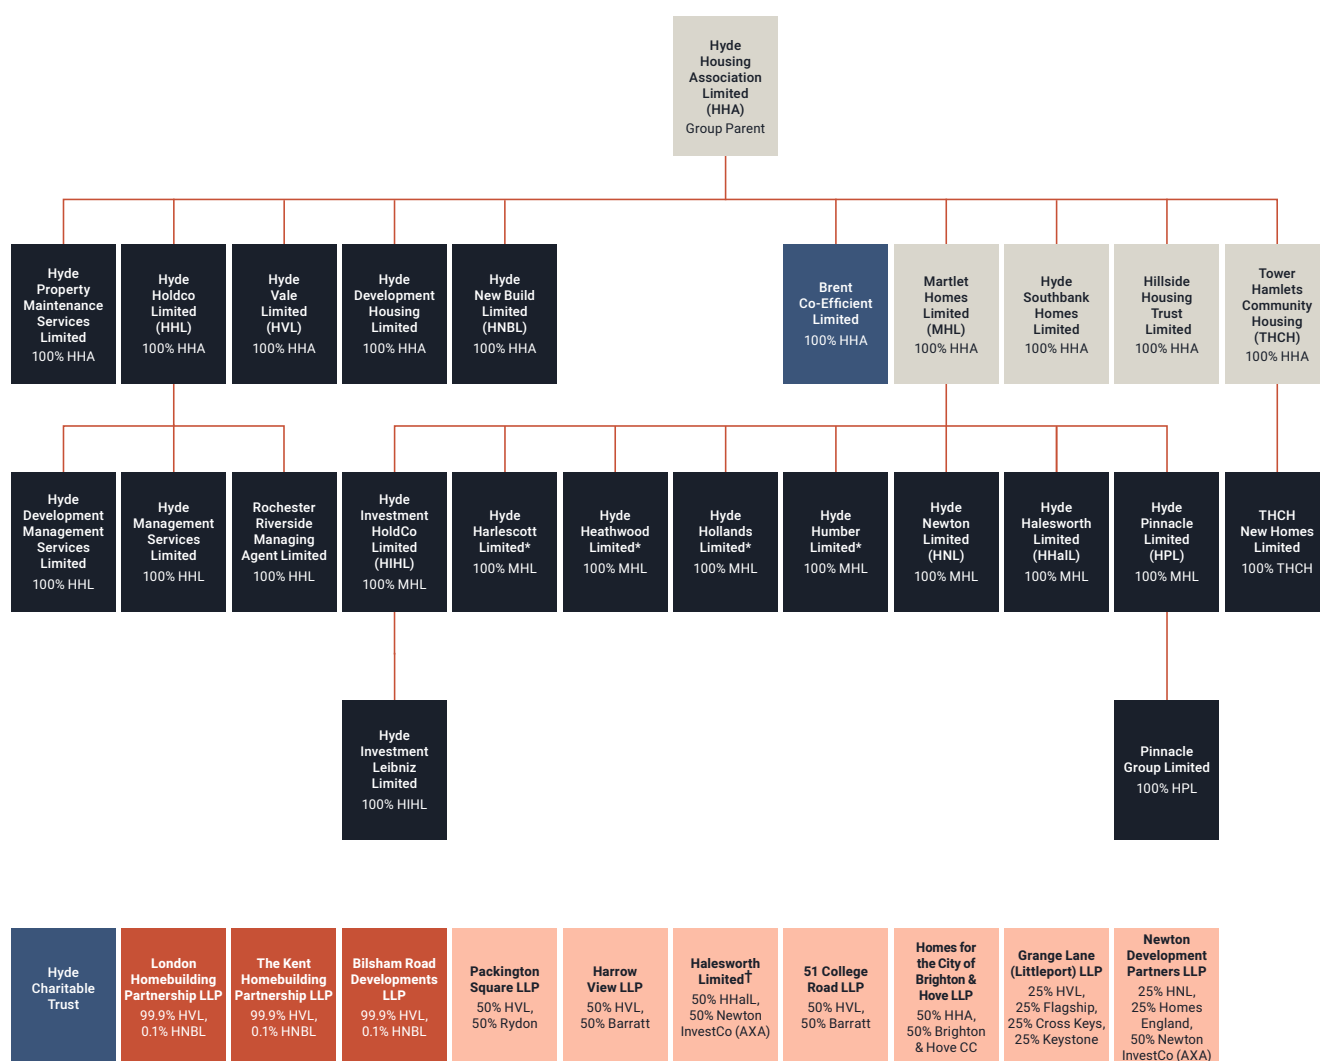 Hyde
Housing
Association
Limited
(HHA)
Group Parent
Hyde
Property
Maintenance
Services
Limited
100% HHA
Hyde
Holdco
Limited
(HHL)
100% HHA
Hyde
Vale
Limited
(HVL)
100% HHA
Hyde
Development
Housing
Limited
100% HHA
Hyde
New Build
Limited
(HNBL)
100% HHA
Brent
Co-Efficient
Limited
100% HHA
Martlet
Homes
Limited
(MHL)
100% HHA
Hyde
Southbank
Homes
Limited
100% HHA
Hillside
Housing
Trust
Limited
100% HHA
Tower
Hamlets
Community
Housing
(THCH)
100% HHA
Hyde
Development
Management
Services
Limited
100% HHL
Hyde
Management
Services
Limited
100% HHL
Rochester
Riverside
Managing
Agent Limited
100% HHL
Hyde
Investment
HoldCo
Limited
(HIHL)
100% MHL
Hyde
Harlescott
Limited*
100% MHL
Hyde
Heathwood
Limited*
100% MHL
Hyde
Hollands
Limited*
100% MHL
Hyde
Humber
Limited*
100% MHL
Hyde
Newton
Limited
(HNL)
100% MHL
Hyde
Halesworth
Limited
(HHalL)
100% MHL
Hyde
Pinnacle
Limited
(HPL)
100% MHL
THCH
New Homes
Limited
100% THCH
Hyde
Investment
Leibniz
Limited
100% HIHL
Pinnacle
Group Limited
100% HPL
Hyde
Charitable
Trust
London
Homebuilding
Partnership LLP
99.9% HVL,
0.1% HNBL
The Kent
Homebuilding
Partnership LLP
99.9% HVL,
0.1% HNBL
Bilsham Road
Developments
LLP
99.9% HVL,
0.1% HNBL
Packington
Square LLP
50% HVL,
50% Rydon
Harrow
View LLP
50% HVL,
50% Barratt
Halesworth
Limited†
50% HHalL,
50% Newton
InvestCo (AXA)
51 College
Road LLP
50% HVL,
50% Barratt
Homes for
the City of
Brighton &
Hove LLP
50% HHA,
50% Brighton
& Hove CC
Grange Lane
(Littleport) LLP
25% HVL,
25% Flagship,
25% Cross Keys,
25% Keystone
Newton
Development
Partners LLP
25% HNL,
25% Homes
England,
50% Newton
InvestCo (AXA)